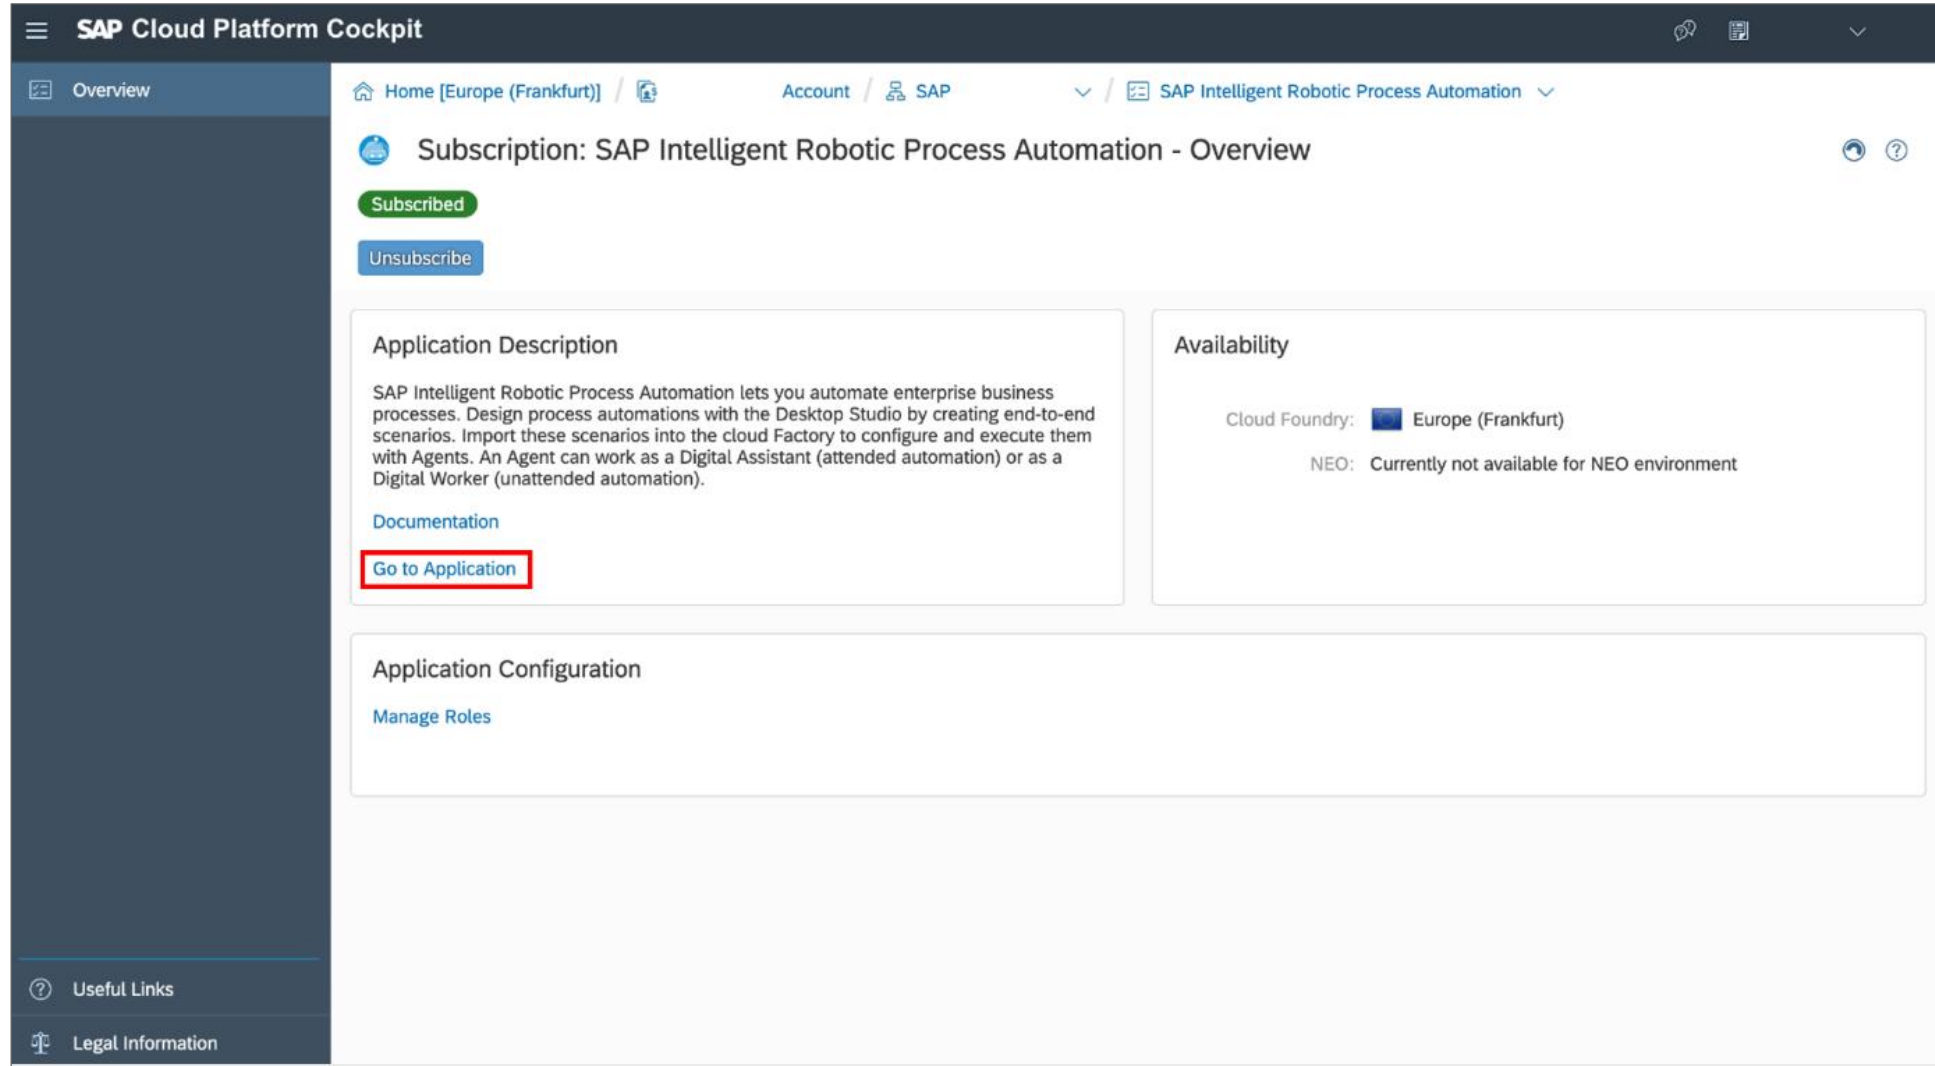 SAP Cloud Platform Cockpit
Overview
Home [Europe (Frankfurt)] / Account / SAP / SAP Intelligent Robotic Process Automation
Subscription: SAP Intelligent Robotic Process Automation - Overview
Subscribed
Unsubscribe
Application Description
SAP Intelligent Robotic Process Automation lets you automate enterprise business
processes. Design process automations with the Desktop Studio by creating end-to-end
scenarios. Import these scenarios into the cloud Factory to configure and execute them
with Agents. An Agent can work as a Digital Assistant (attended automation) or as a
Digital Worker (unattended automation).
Documentation
Go to Application
Availability
Cloud Foundry: Europe (Frankfurt)
NEO: Currently not available for NEO environment
Application Configuration
Manage Roles
Useful Links
Legal Information